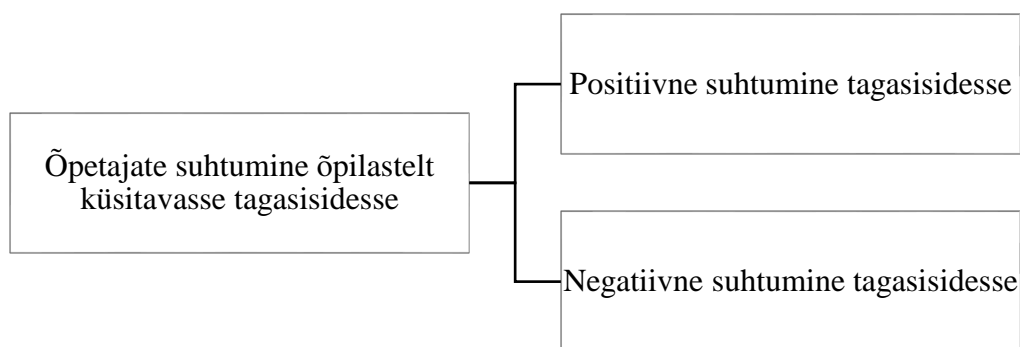 Õpetajate suhtumine õpilastelt
küsitavasse tagasisidesse
Positiivne suhtumine tagasisidesse
Negatiivne suhtumine tagasisidesse